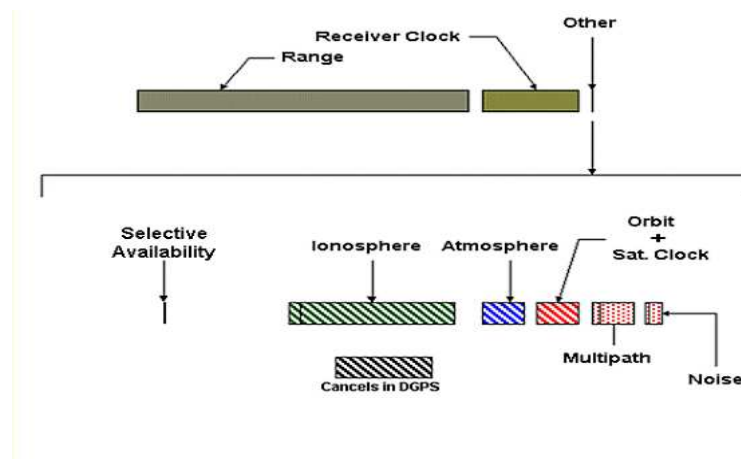 Other
Receiver Clock
Range
Selective
Availability
Ionosphere
Atmosphere
Orbit
+
Sat. Clock
Multipath
Noise
Cancels in DGPS